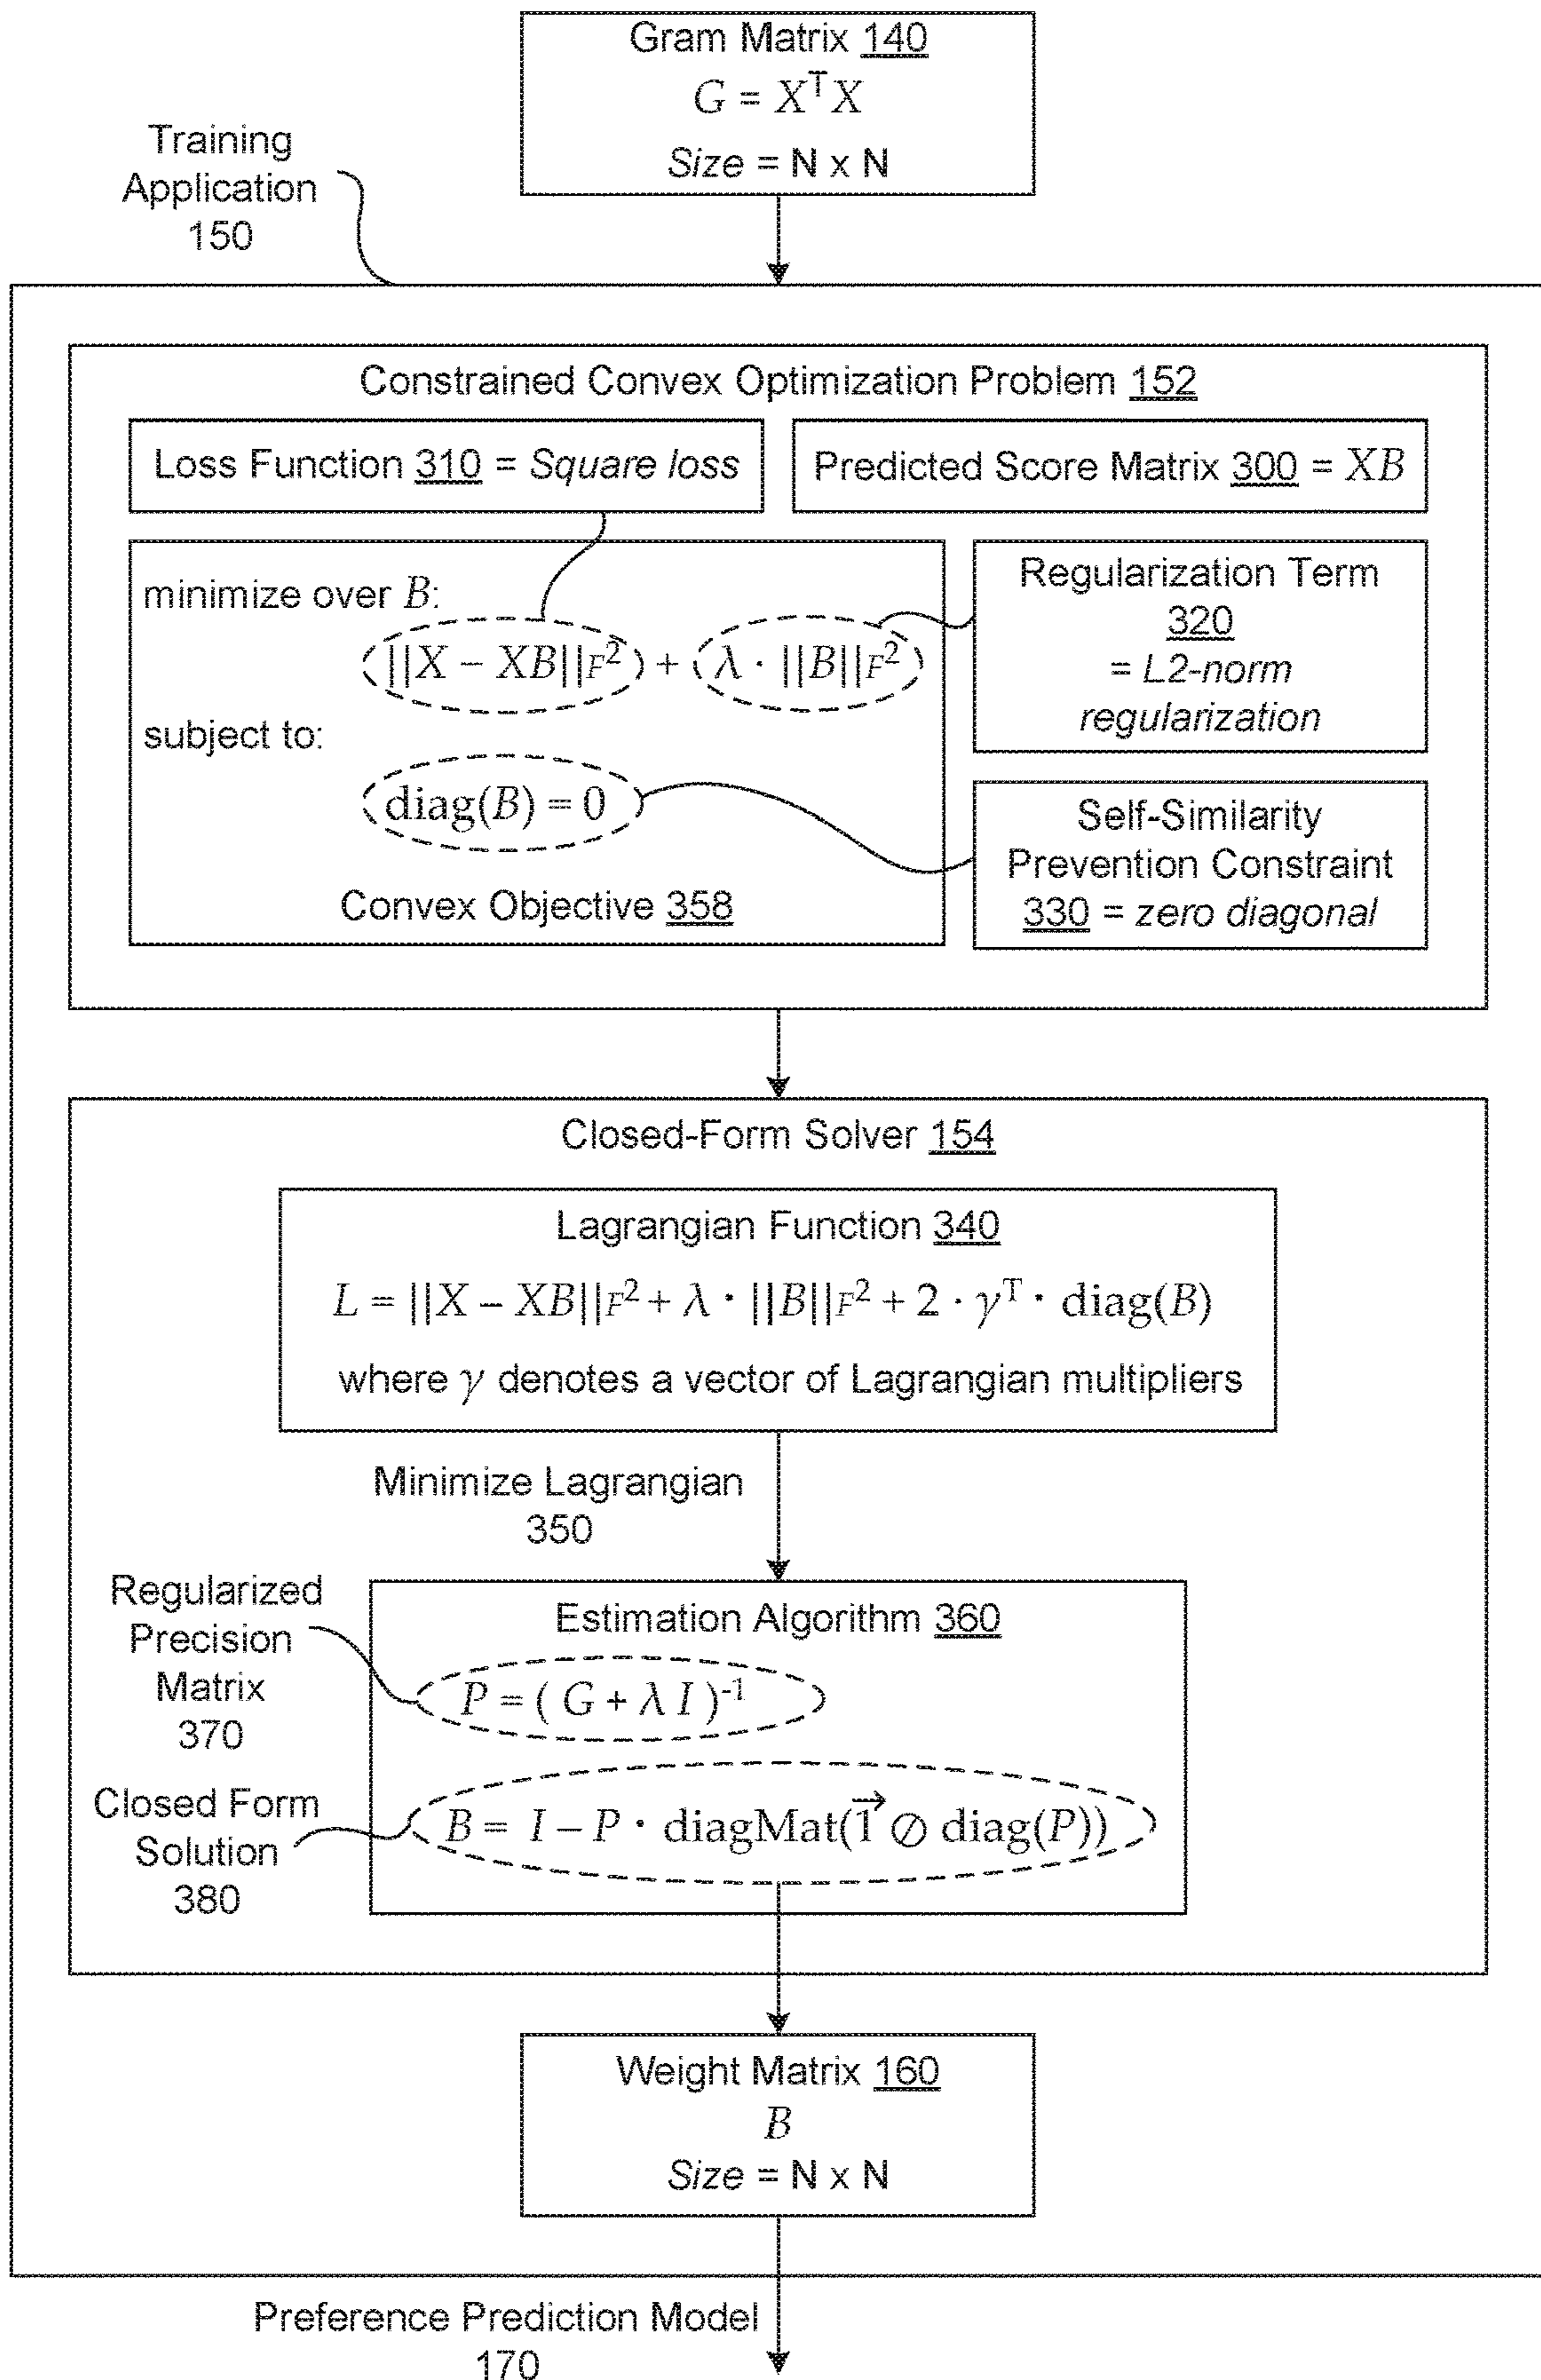 Gram Matrix 140
G = XᵀX
Size = N x N
Training
Application
150
Constrained Convex Optimization Problem 152
Loss Function 310 = Square loss
Predicted Score Matrix 300 = XB
minimize over B:
||X – XB||F² + λ · ||B||F²
subject to:
diag(B) = 0
Convex Objective 358
Regularization Term
320
= L2-norm
regularization
Self-Similarity
Prevention Constraint
330 = zero diagonal
Closed-Form Solver 154
Lagrangian Function 340
L = ||X – XB||F² + λ · ||B||F² + 2 · γᵀ · diag(B)
where γ denotes a vector of Lagrangian multipliers
Minimize Lagrangian
350
Regularized
Precision
Matrix
370
Estimation Algorithm 360
P = ( G + λ I )⁻¹
Closed Form
Solution
380
B = I – P · diagMat(1⃗ ⊘ diag(P))
Weight Matrix 160
B
Size = N x N
Preference Prediction Model
170